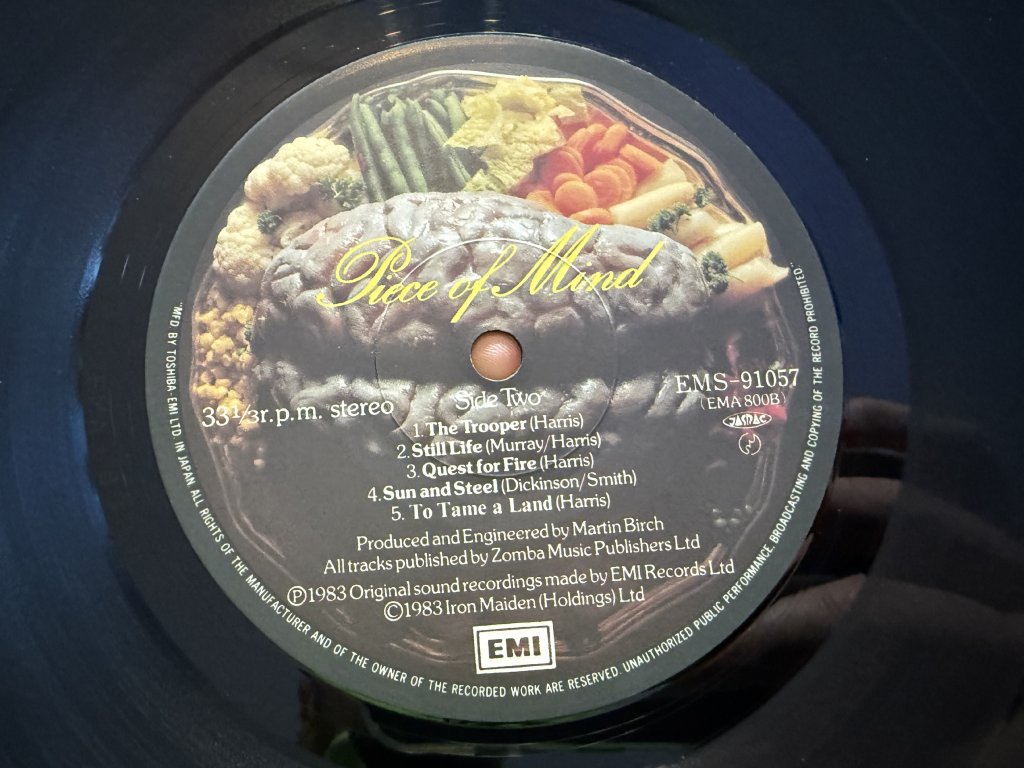 Piece of Mind
EMS-91057
(EMA 800B)
JASRAC
33 1/3 r.p.m. stereo
Side Two
1. The Trooper (Harris)
2. Still Life (Murray/Harris)
3. Quest for Fire (Harris)
4. Sun and Steel (Dickinson/Smith)
5. To Tame a Land (Harris)
Produced and Engineered by Martin Birch
All tracks published by Zomba Music Publishers Ltd
Ⓟ1983 Original sound recordings made by EMI Records Ltd
©1983 Iron Maiden (Holdings) Ltd
EMI
"MFD BY TOSHIBA-EMI LTD. IN JAPAN ALL RIGHTS OF THE MANUFACTURER AND OF THE OWNER OF THE RECORDED WORK ARE RESERVED. UNAUTHORIZED PUBLIC PERFORMANCE. BROADCASTING AND COPYING OF THE RECORD PROHIBITED."